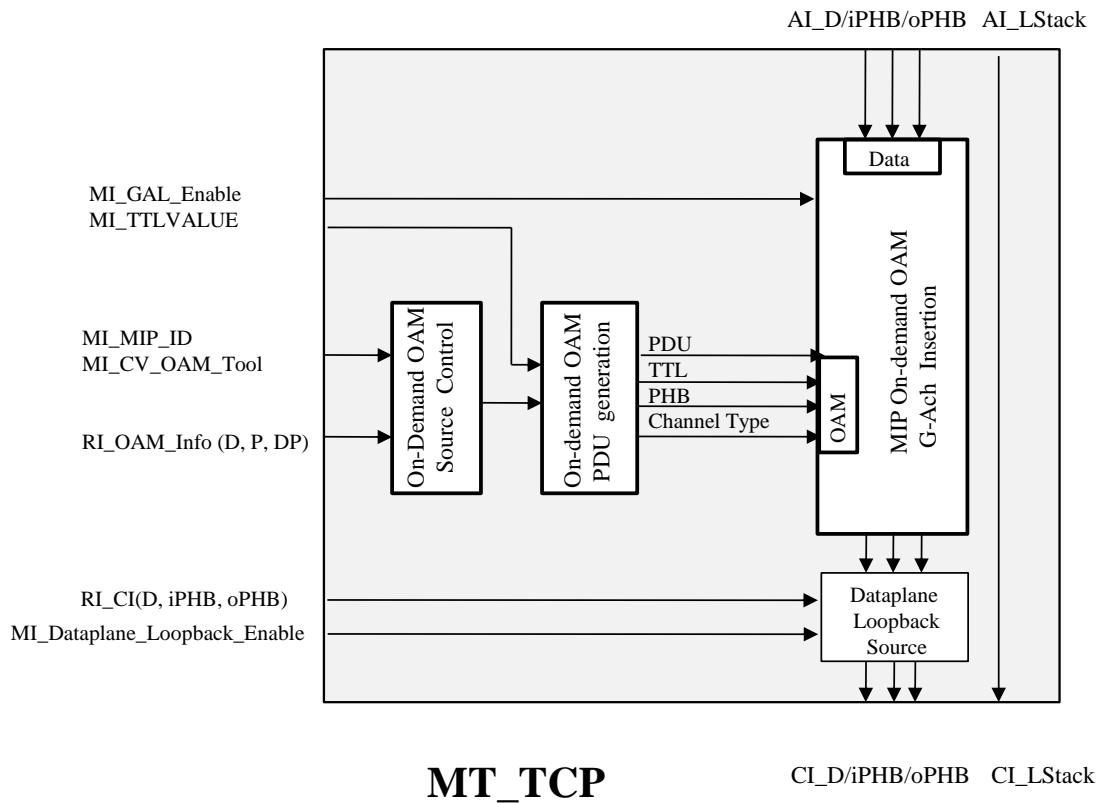 AI_D/iPHB/oPHB AI_LStack
Data
MI_GAL_Enable
MI_TTLVALUE
MIP On-demand OAM
G-Ach Insertion
MI_MIP_ID
MI_CV_OAM_Tool
RI_OAM_Info (D, P, DP)
On-Demand OAM
Source Control
On-demand OAM
PDU generation
PDU
TTL
PHB
Channel Type
OAM
RI_CI(D, iPHB, oPHB)
MI_Dataplane_Loopback_Enable
Dataplane
Loopback
Source
MT_TCP
CI_D/iPHB/oPHB CI_LStack